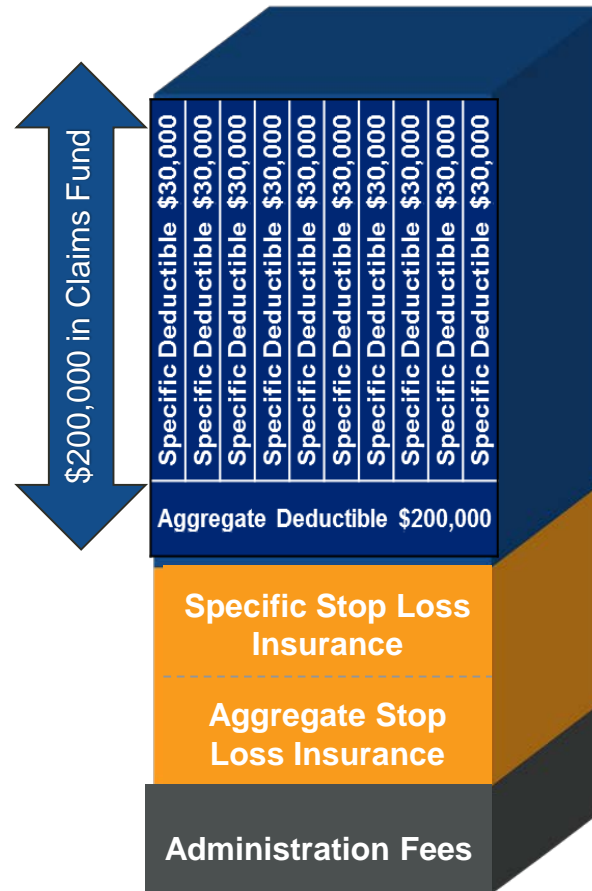 $200,000 in Claims Fund
Specific Deductible $30,000
Specific Deductible $30,000
Specific Deductible $30,000
Specific Deductible $30,000
Specific Deductible $30,000
Specific Deductible $30,000
Specific Deductible $30,000
Specific Deductible $30,000
Specific Deductible $30,000
Specific Deductible $30,000
Aggregate Deductible $200,000
Specific Stop Loss
Insurance
Aggregate Stop
Loss Insurance
Administration Fees